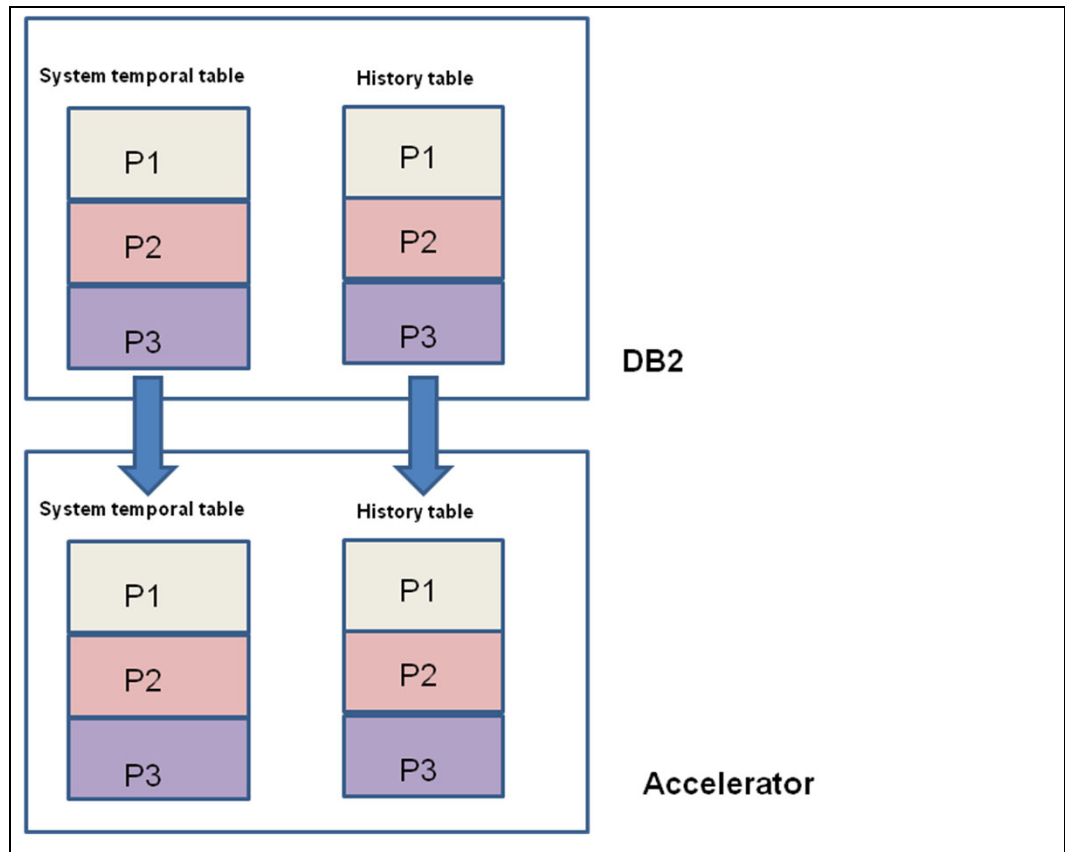 System temporal table
History table
P1
P1
P2
P2
P3
P3
DB2
System temporal table
History table
P1
P1
P2
P2
P3
P3
Accelerator